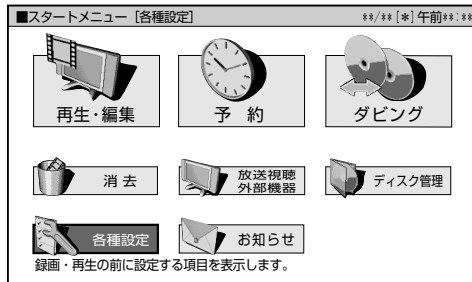 ■スタートメニュー [各種設定] **/** [*] 午前**:**
再生・編集
予 約
ダビング
消 去
放送視聴
外部機器
ディスク管理
各種設定
お知らせ
録画・再生の前に設定する項目を表示します。